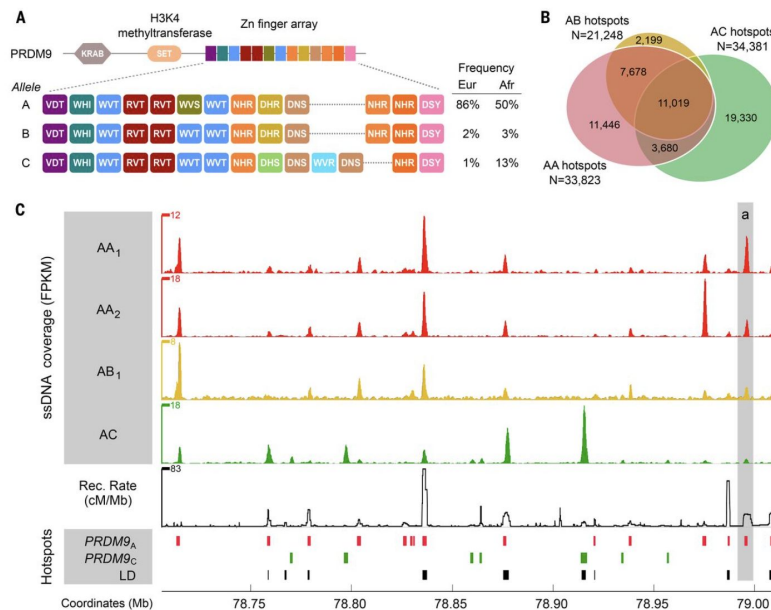 A
H3K4
methyltransferase
Zn finger array
PRDM9
KRAB
SET
Allele
Frequency
Eur Afr
A VDT WHI WVT RVT RVT WVS WVT NHR DHR DNS NHR NHR DSY 86% 50%
B VDT WHI WVT RVT RVT WVT WVT NHR DHR DNS NHR NHR DSY 2% 3%
C VDT WHI WVT RVT RVT WVT WVT NHR DHS DNS WVR DNS NHR DSY 1% 13%
B
AB hotspots
N=21,248
AC hotspots
N=34,381
2,199
7,678
11,019
11,446
19,330
3,680
AA hotspots
N=33,823
C
a
ssDNA coverage (FPKM)
AA1
12
AA2
18
AB1
8
AC
18
Rec. Rate
(cM/Mb)
83
Hotspots
PRDM9A
PRDM9C
LD
Coordinates (Mb) 78.75 78.80 78.85 78.90 78.95 79.00